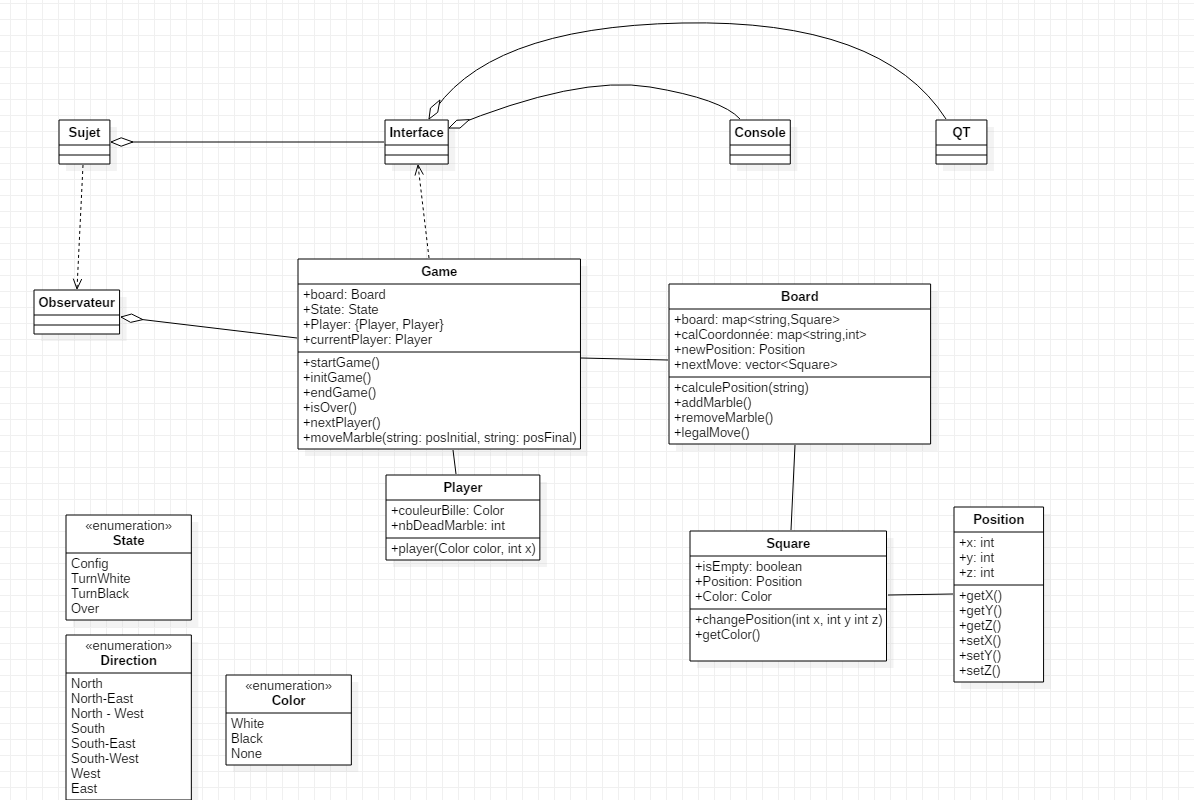 Sujet
Interface
Console
QT
Observateur
Game
+board: Board
+State: State
+Player: {Player, Player}
+currentPlayer: Player
+startGame()
+initGame()
+endGame()
+isOver()
+nextPlayer()
+moveMarble(string: posInitial, string: posFinal)
Board
+board: map<string,Square>
+calCoordonnée: map<string,int>
+newPosition: Position
+nextMove: vector<Square>
+calculePosition(string)
+addMarble()
+removeMarble()
+legalMove()
Player
+couleurBille: Color
+nbDeadMarble: int
+player(Color color, int x)
Square
+isEmpty: boolean
+Position: Position
+Color: Color
+changePosition(int x, int y int z)
+getColor()
Position
+x: int
+y: int
+z: int
+getX()
+getY()
+getZ()
+setX()
+setY()
+setZ()
«enumeration»
State
Config
TurnWhite
TurnBlack
Over
«enumeration»
Direction
North
North-East
North - West
South
South-East
South-West
West
East
«enumeration»
Color
White
Black
None